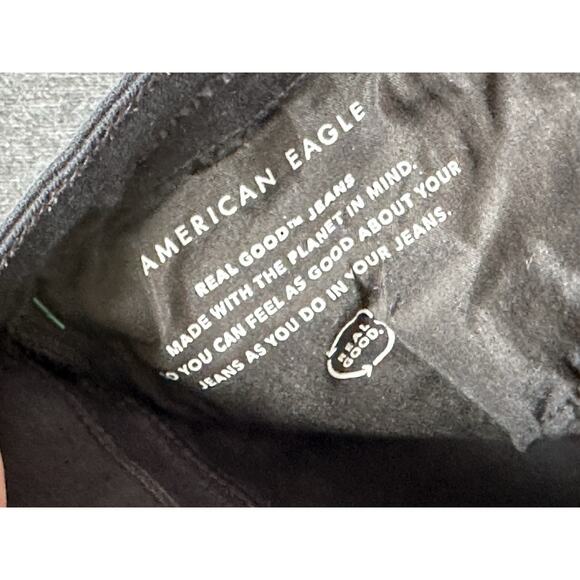 AMERICAN EAGLE
REAL GOOD™ JEANS
MADE WITH THE PLANET IN MIND.
O YOU CAN FEEL AS GOOD ABOUT YOUR
JEANS AS YOU DO IN YOUR JEANS.
REAL
GOOD.